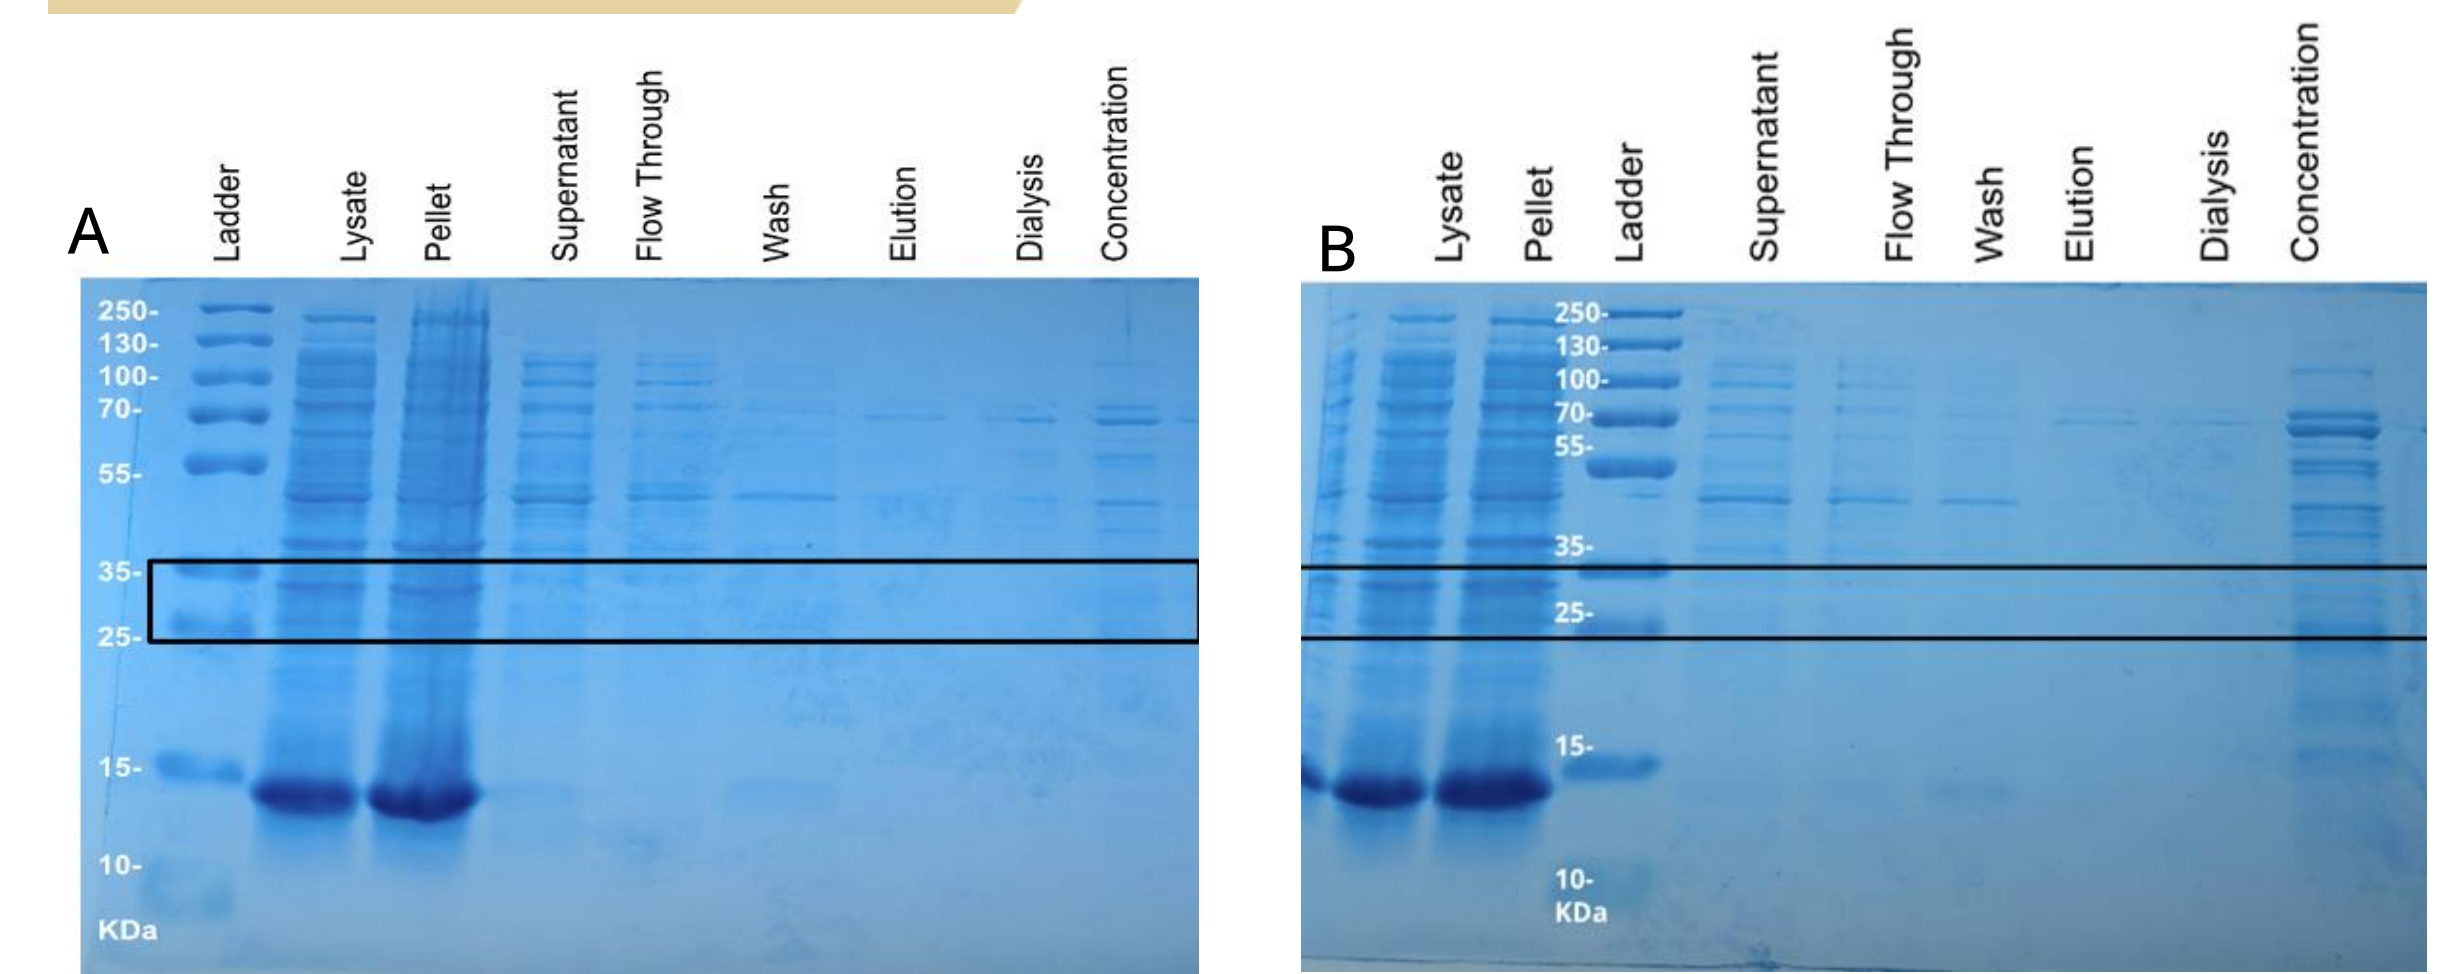 A
Ladder
Lysate
Pellet
Supernatant
Flow Through
Wash
Elution
Dialysis
Concentration
250-
130-
100-
70-
55-
35-
25-
15-
10-
KDa
B
Lysate
Pellet
Ladder
Supernatant
Flow Through
Wash
Elution
Dialysis
Concentration
250-
130-
100-
70-
55-
35-
25-
15-
10-
KDa